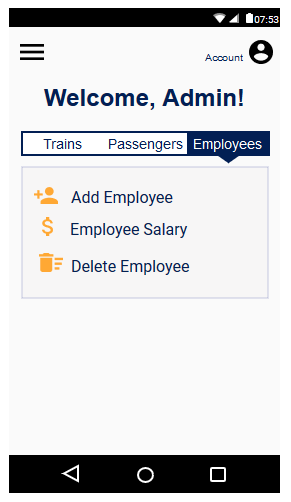 07:53
Account
Welcome, Admin!
Trains Passengers Employees
Add Employee
Employee Salary
Delete Employee